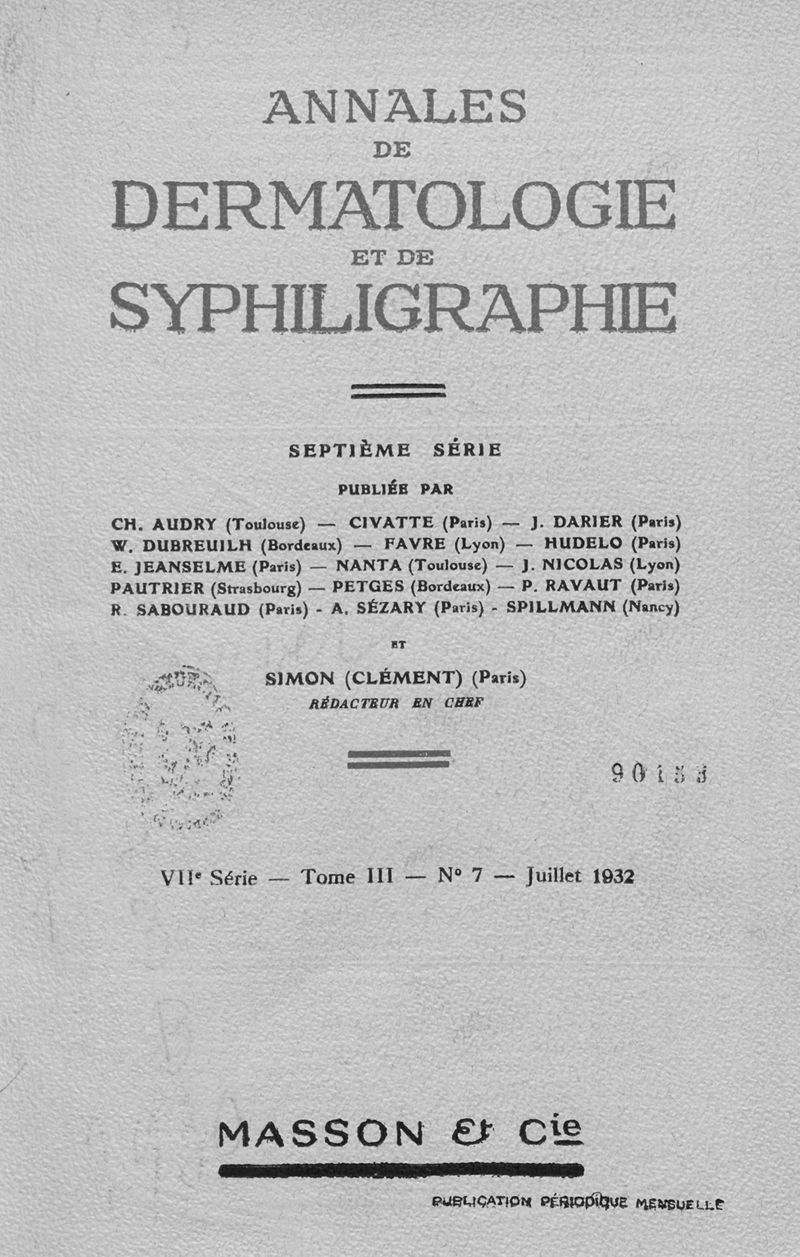 ANNALES
DE
DERMATOLOGIE
ET DE
SYPHILIGRAPHIE
SEPTIÈME SÉRIE
PUBLIÉE PAR
CH. AUDRY (Toulouse) — CIVATTE (Paris) — J. DARIER (Paris)
W. DUBREUILH (Bordeaux) — FAVRE (Lyon) — HUDELO (Paris)
E. JEANSELME (Paris) — NANTA (Toulouse) — J. NICOLAS (Lyon)
PAUTRIER (Strasbourg) — PETGES (Bordeaux) — P. RAVAUT (Paris)
R. SABOURAUD (Paris) - A. SÉZARY (Paris) - SPILLMANN (Nancy)
ET
SIMON (CLÉMENT) (Paris)
RÉDACTEUR EN CHEF
VIIe Série — Tome III — No 7 — Juillet 1932
MASSON & Cie
PUBLICATION PÉRIODIQUE MENSUELLE